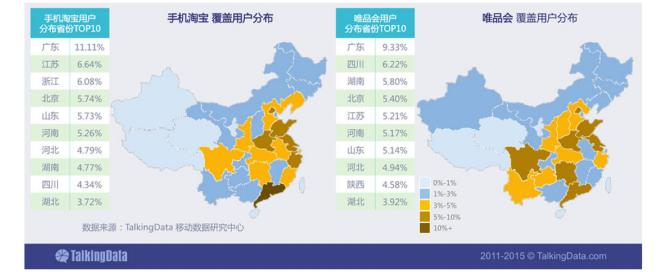 手机淘宝用户
分布省份TOP10
广东 11.11%
江苏 6.64%
浙江 6.08%
北京 5.74%
山东 5.73%
河南 5.26%
河北 4.79%
湖南 4.77%
四川 4.34%
湖北 3.72%
手机淘宝 覆盖用户分布
唯品会用户
分布省份TOP10
广东 9.33%
四川 6.22%
湖南 5.80%
北京 5.40%
江苏 5.21%
河南 5.17%
山东 5.14%
河北 4.94%
陕西 4.58%
湖北 3.92%
唯品会 覆盖用户分布
0%-1%
1%-3%
3%-5%
5%-10%
10%+
数据来源：TalkingData 移动数据研究中心
TalkingData
2011-2015 © TalkingData.com